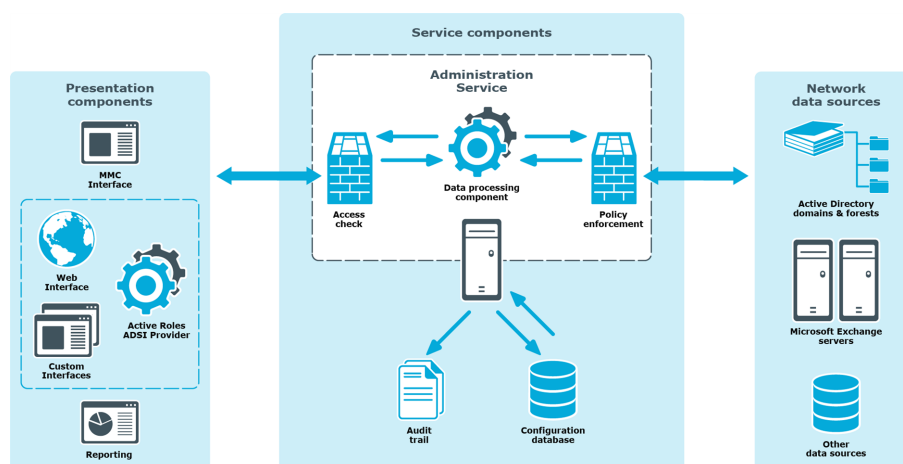 Presentation
components
MMC
Interface
Web
Interface
Active Roles
ADSI Provider
Custom
Interfaces
Reporting
Service components
Administration
Service
Access
check
Data processing
component
Policy
enforcement
Audit
trail
Configuration
database
Network
data sources
Active Directory
domains & forests
Microsoft Exchange
servers
Other
data sources